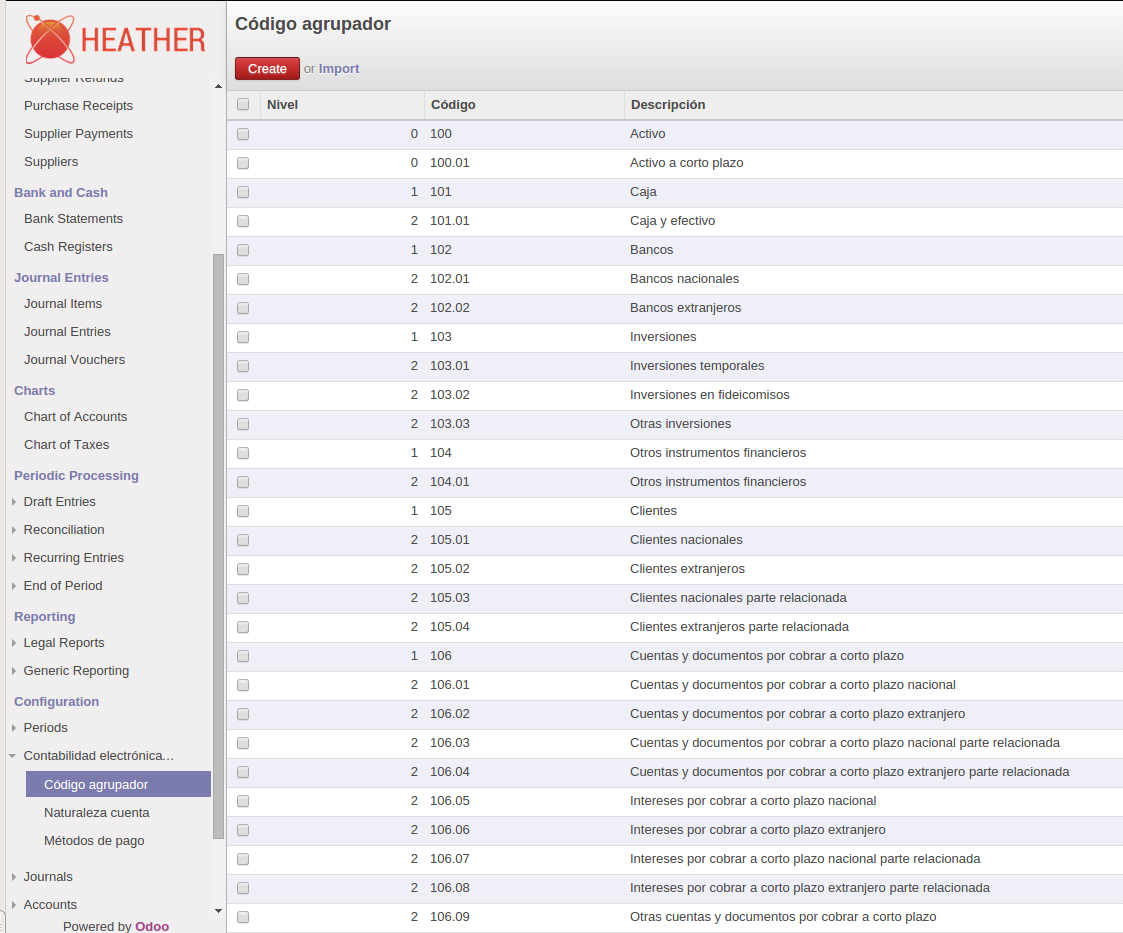 HEATHER
Supplier Refunds
Purchase Receipts
Supplier Payments
Suppliers
Bank and Cash
Bank Statements
Cash Registers
Journal Entries
Journal Items
Journal Entries
Journal Vouchers
Charts
Chart of Accounts
Chart of Taxes
Periodic Processing
Draft Entries
Reconciliation
Recurring Entries
End of Period
Reporting
Legal Reports
Generic Reporting
Configuration
Periods
Contabilidad electrónica...
Código agrupador
Naturaleza cuenta
Métodos de pago
Journals
Accounts
Powered by Odoo
Código agrupador
Create or Import
Nivel Código Descripción
0 100 Activo
0 100.01 Activo a corto plazo
1 101 Caja
2 101.01 Caja y efectivo
1 102 Bancos
2 102.01 Bancos nacionales
2 102.02 Bancos extranjeros
1 103 Inversiones
2 103.01 Inversiones temporales
2 103.02 Inversiones en fideicomisos
2 103.03 Otras inversiones
1 104 Otros instrumentos financieros
2 104.01 Otros instrumentos financieros
1 105 Clientes
2 105.01 Clientes nacionales
2 105.02 Clientes extranjeros
2 105.03 Clientes nacionales parte relacionada
2 105.04 Clientes extranjeros parte relacionada
1 106 Cuentas y documentos por cobrar a corto plazo
2 106.01 Cuentas y documentos por cobrar a corto plazo nacional
2 106.02 Cuentas y documentos por cobrar a corto plazo extranjero
2 106.03 Cuentas y documentos por cobrar a corto plazo nacional parte relacionada
2 106.04 Cuentas y documentos por cobrar a corto plazo extranjero parte relacionada
2 106.05 Intereses por cobrar a corto plazo nacional
2 106.06 Intereses por cobrar a corto plazo extranjero
2 106.07 Intereses por cobrar a corto plazo nacional parte relacionada
2 106.08 Intereses por cobrar a corto plazo extranjero parte relacionada
2 106.09 Otras cuentas y documentos por cobrar a corto plazo